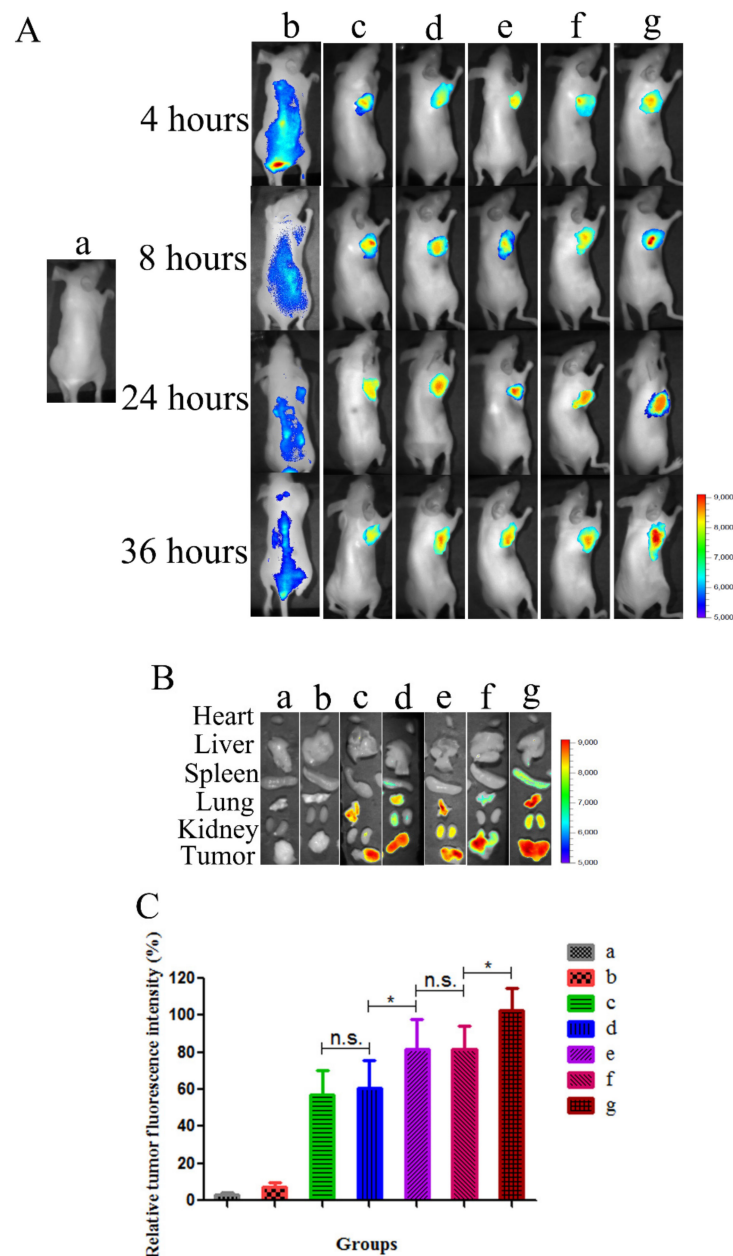 A
b c d e f g
4 hours
a
8 hours
24 hours
36 hours
9,000
8,000
7,000
6,000
5,000
B
a b c d e f g
Heart
Liver
Spleen
Lung
Kidney
Tumor
9,000
8,000
7,000
6,000
5,000
C
Relative tumor fluorescence intensity (%)
120
100
80
60
40
20
0
n.s.
*
n.s.
*
Groups
a
b
c
d
e
f
g